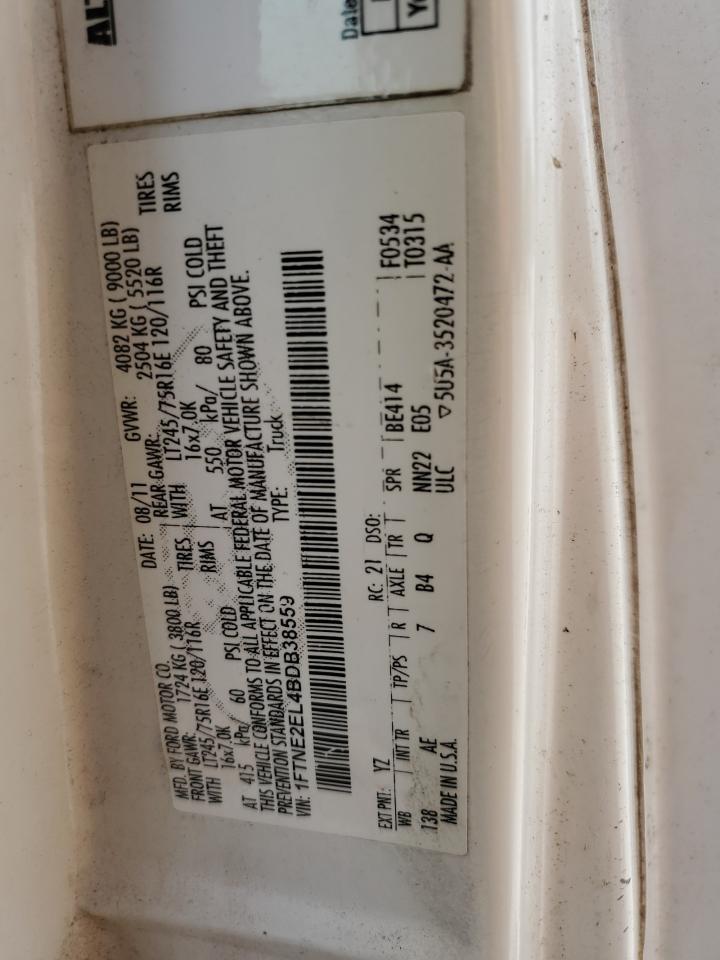 ALT
Date
MFD. BY FORD MOTOR CO.
DATE: 08/11 GVWR: 4082 KG ( 9000 LB)
FRONT GAWR: 1724 KG ( 3800 LB) REAR GAWR: 2504 KG ( 5520 LB)
WITH LT245/75R16E 120/116R TIRES WITH LT245/75R16E 120/116R TIRES
16x7.0K RIMS 16x7.0K RIMS
AT 415 kPa/ 60 PSI COLD AT 550 kPa/ 80 PSI COLD
THIS VEHICLE CONFORMS TO ALL APPLICABLE FEDERAL MOTOR VEHICLE SAFETY AND THEFT
PREVENTION STANDARDS IN EFFECT ON THE DATE OF MANUFACTURE SHOWN ABOVE.
VIN: 1FTNE2EL4BDB38559 TYPE: Truck
EXT PNT: YZ RC: 21 DSO: F0534
WB INT TR TP/PS R AXLE TR SPR BE414 T0315
138 AE 7 B4 Q NN22 E05
MADE IN U.S.A. ULC ▽5U5A-3520472-AA